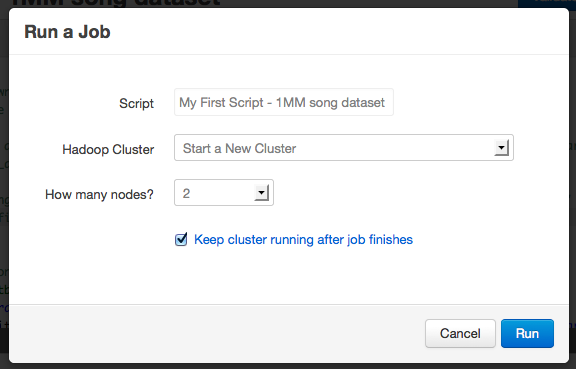 1MM song dataset
Run a Job
Script My First Script - 1MM song dataset
Hadoop Cluster Start a New Cluster
How many nodes? 2
Keep cluster running after job finishes
Cancel Run